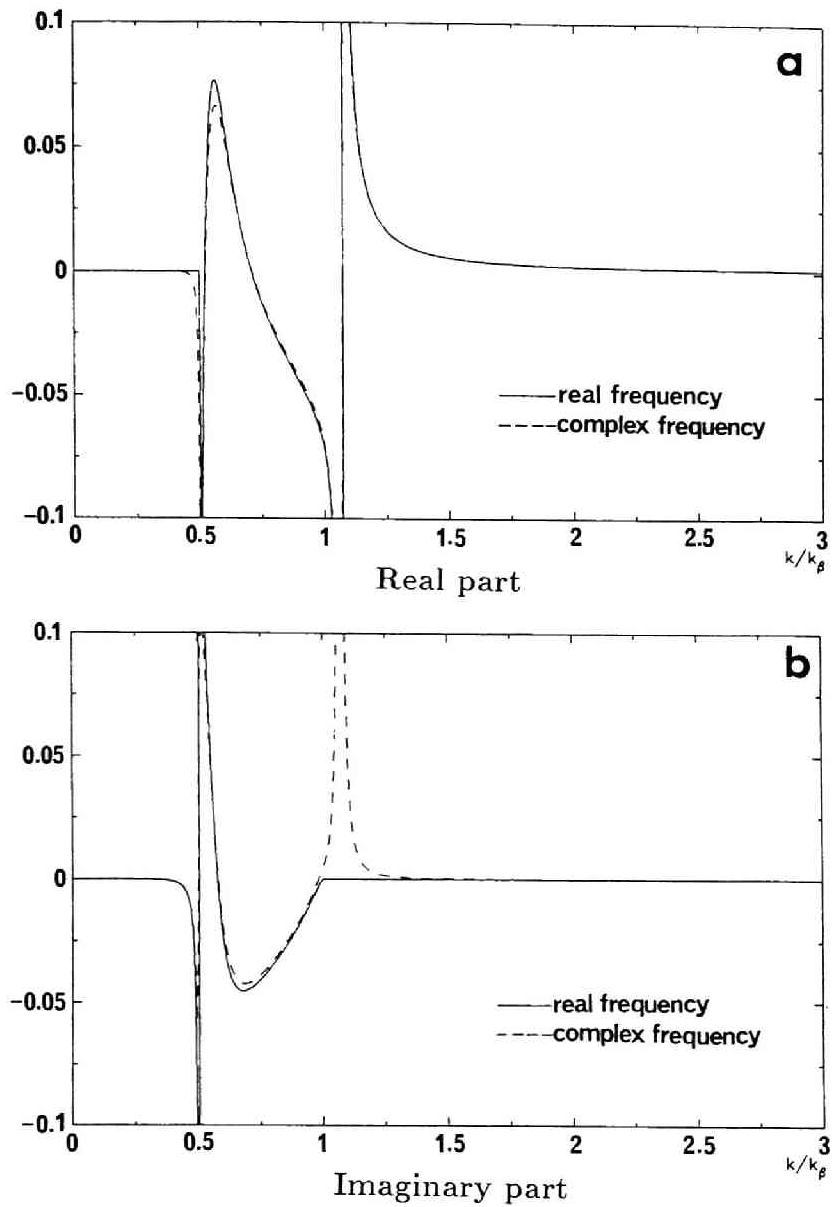 0.1
a
0.05
0
real frequency
−0.05
complex frequency
−0.1
0 0.5 1 1.5 2 2.5 3
k/kβ
Real part
0.1
b
0.05
0
−0.05
real frequency
complex frequency
−0.1
0 0.5 1 1.5 2 2.5 3
k/kβ
Imaginary part